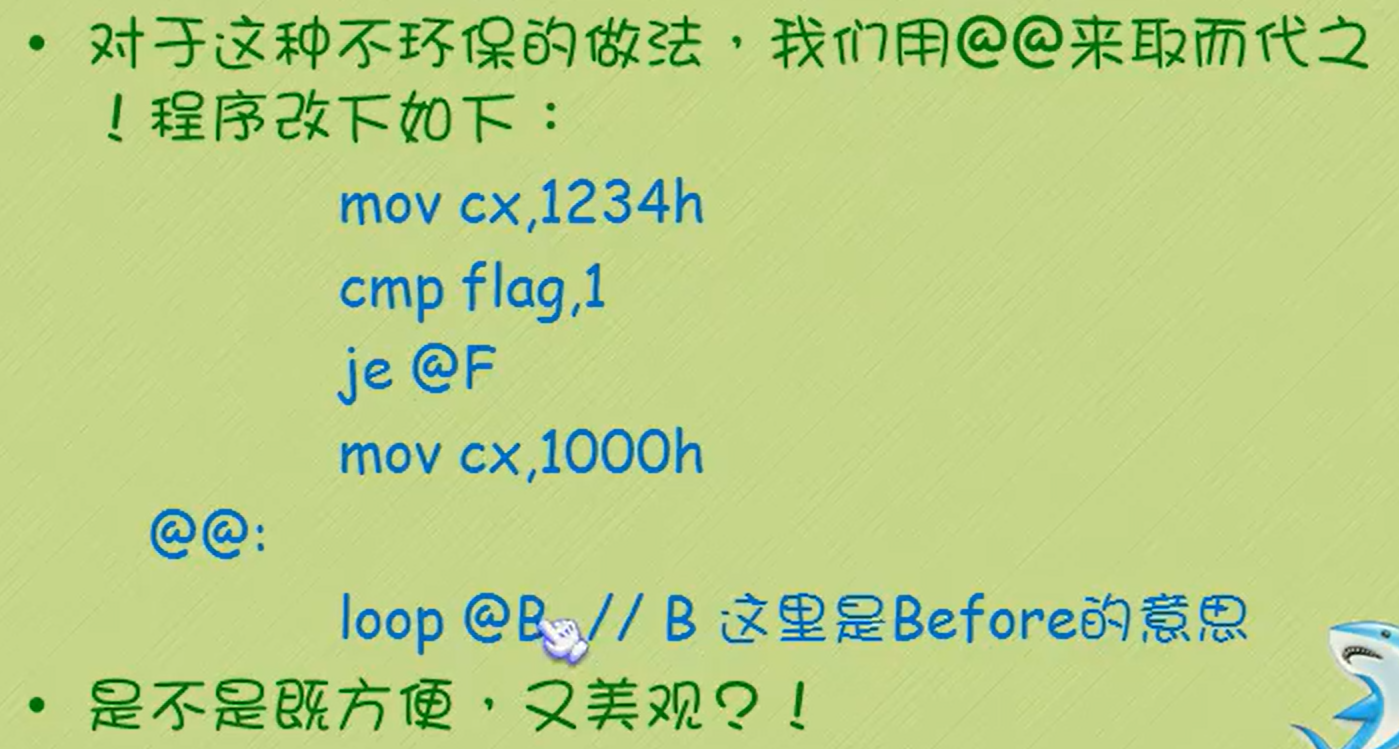 • 对于这种不环保的做法，我们用@@来取而代之
！程序改下如下：
mov cx,1234h
cmp flag,1
je @F
mov cx,1000h
@@:
loop @B // B 这里是Before的意思
• 是不是既方便，又美观？！